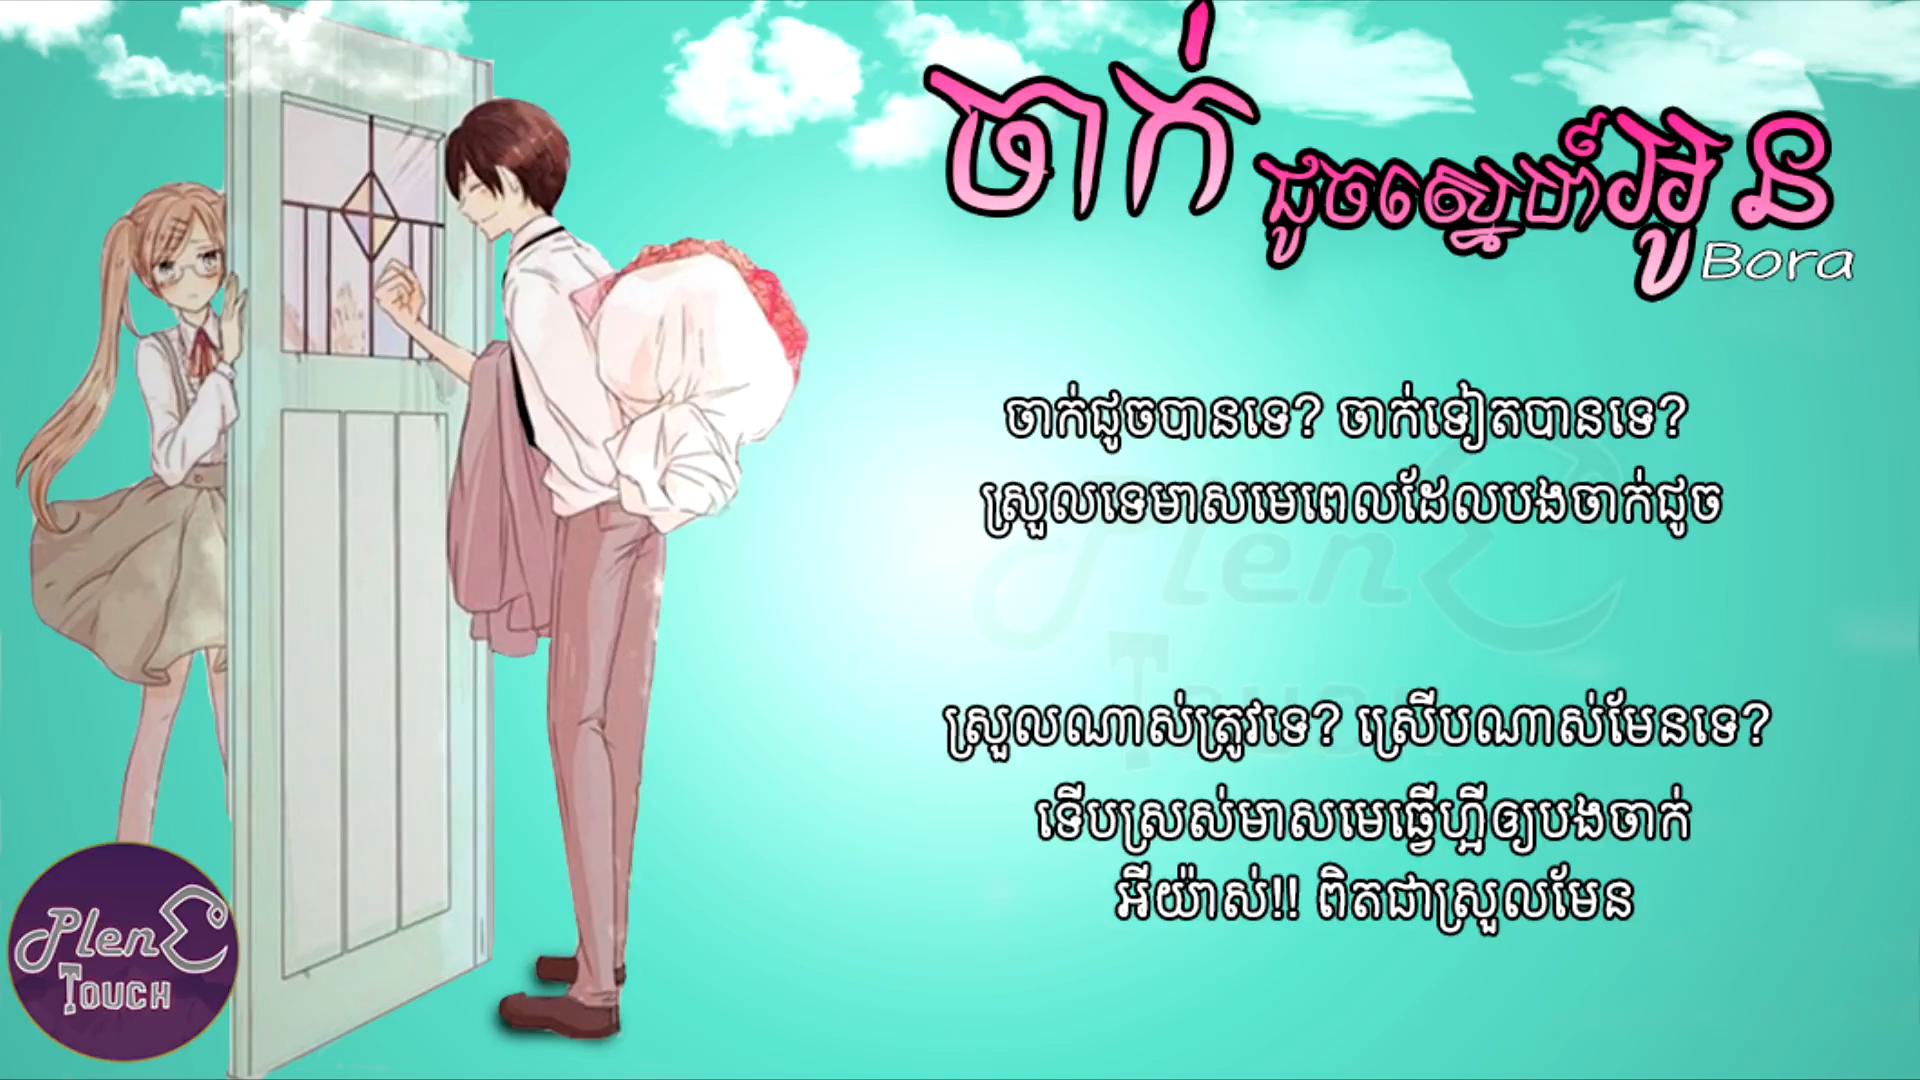 ចាក់ដូចស្នេហ៍អូន
Bora
ចាក់ដូចបានទេ? ចាក់ទៀតបានទេ?
ស្រួលទេមាសមេពេលដែលបងចាក់ដូច
ស្រួលណាស់ត្រូវទេ? ស្រើបណាស់មែនទេ?
ទើបស្រស់មាសមេធ្វើហ្អីឲ្យបងចាក់
អីយ៉ាស់!! ពិតជាស្រួលមែន
Plen
Touch
Plen
Touch